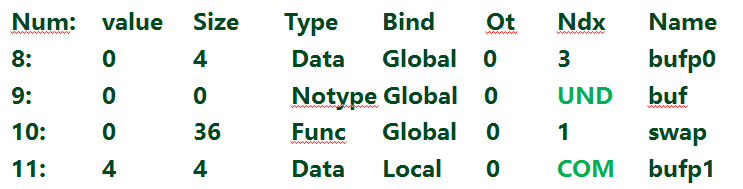 Num: value Size Type Bind Ot Ndx Name
8: 0 4 Data Global 0 3 bufp0
9: 0 0 Notype Global 0 UND buf
10: 0 36 Func Global 0 1 swap
11: 4 4 Data Local 0 COM bufp1